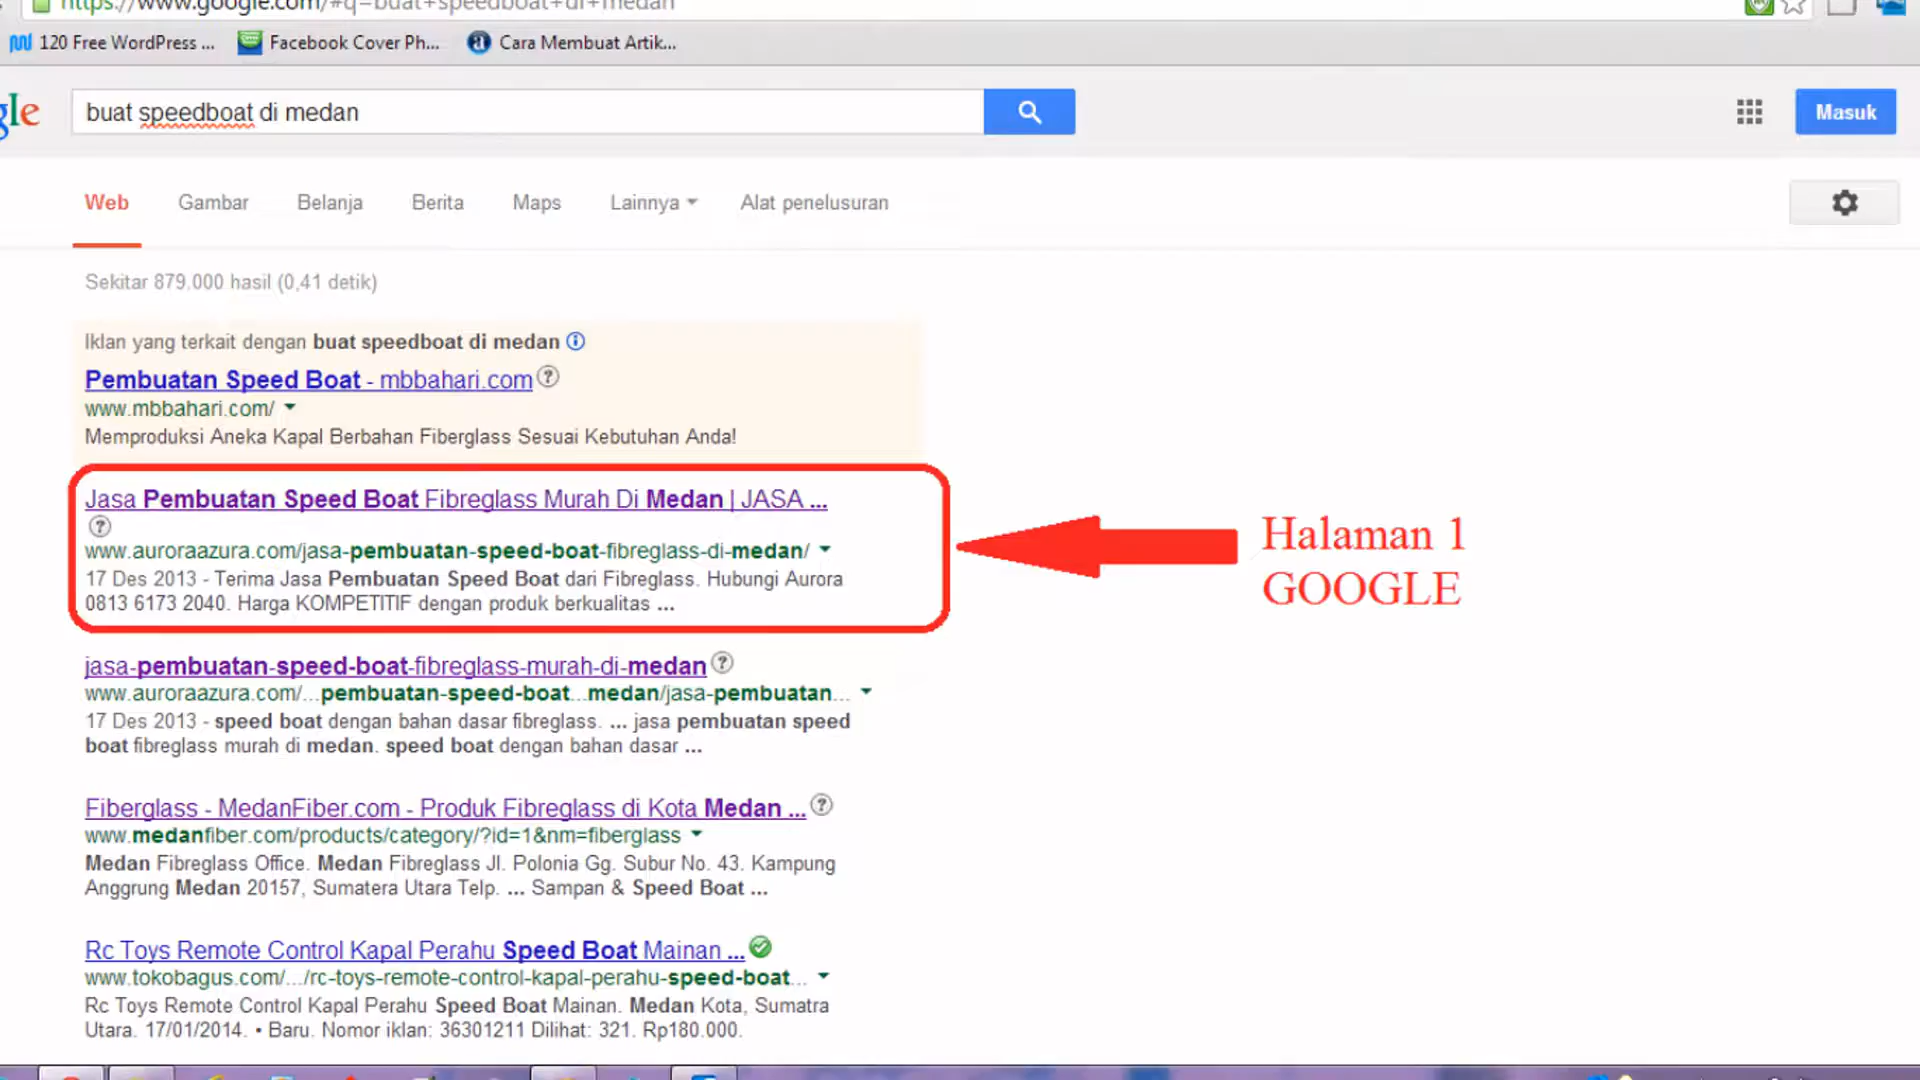 https://www.google.com/#q=buat+speedboat+di+medan
120 Free WordPress ...
Facebook Cover Ph...
Cara Membuat Artik...
gle
buat speedboat di medan
Masuk
Web
Gambar
Belanja
Berita
Maps
Lainnya
Alat penelusuran
Sekitar 879.000 hasil (0,41 detik)
Iklan yang terkait dengan buat speedboat di medan
Pembuatan Speed Boat - mbbahari.com
www.mbbahari.com/
Memproduksi Aneka Kapal Berbahan Fiberglass Sesuai Kebutuhan Anda!
Jasa Pembuatan Speed Boat Fibreglass Murah Di Medan | JASA ...
www.auroraazura.com/jasa-pembuatan-speed-boat-fibreglass-di-medan/
17 Des 2013 - Terima Jasa Pembuatan Speed Boat dari Fibreglass. Hubungi Aurora
0813 6173 2040. Harga KOMPETITIF dengan produk berkualitas ...
Halaman 1
GOOGLE
jasa-pembuatan-speed-boat-fibreglass-murah-di-medan
www.auroraazura.com/...pembuatan-speed-boat...medan/jasa-pembuatan...
17 Des 2013 - speed boat dengan bahan dasar fibreglass. ... jasa pembuatan speed
boat fibreglass murah di medan. speed boat dengan bahan dasar ...
Fiberglass - MedanFiber.com - Produk Fibreglass di Kota Medan ...
www.medanfiber.com/products/category/?id=1&nm=fiberglass
Medan Fibreglass Office. Medan Fibreglass Jl. Polonia Gg. Subur No. 43. Kampung
Anggrung Medan 20157, Sumatera Utara Telp. ... Sampan & Speed Boat ...
Rc Toys Remote Control Kapal Perahu Speed Boat Mainan ...
www.tokobagus.com/.../rc-toys-remote-control-kapal-perahu-speed-boat...
Rc Toys Remote Control Kapal Perahu Speed Boat Mainan. Medan Kota, Sumatra
Utara. 17/01/2014. • Baru. Nomor iklan: 36301211 Dilihat: 321. Rp180.000.